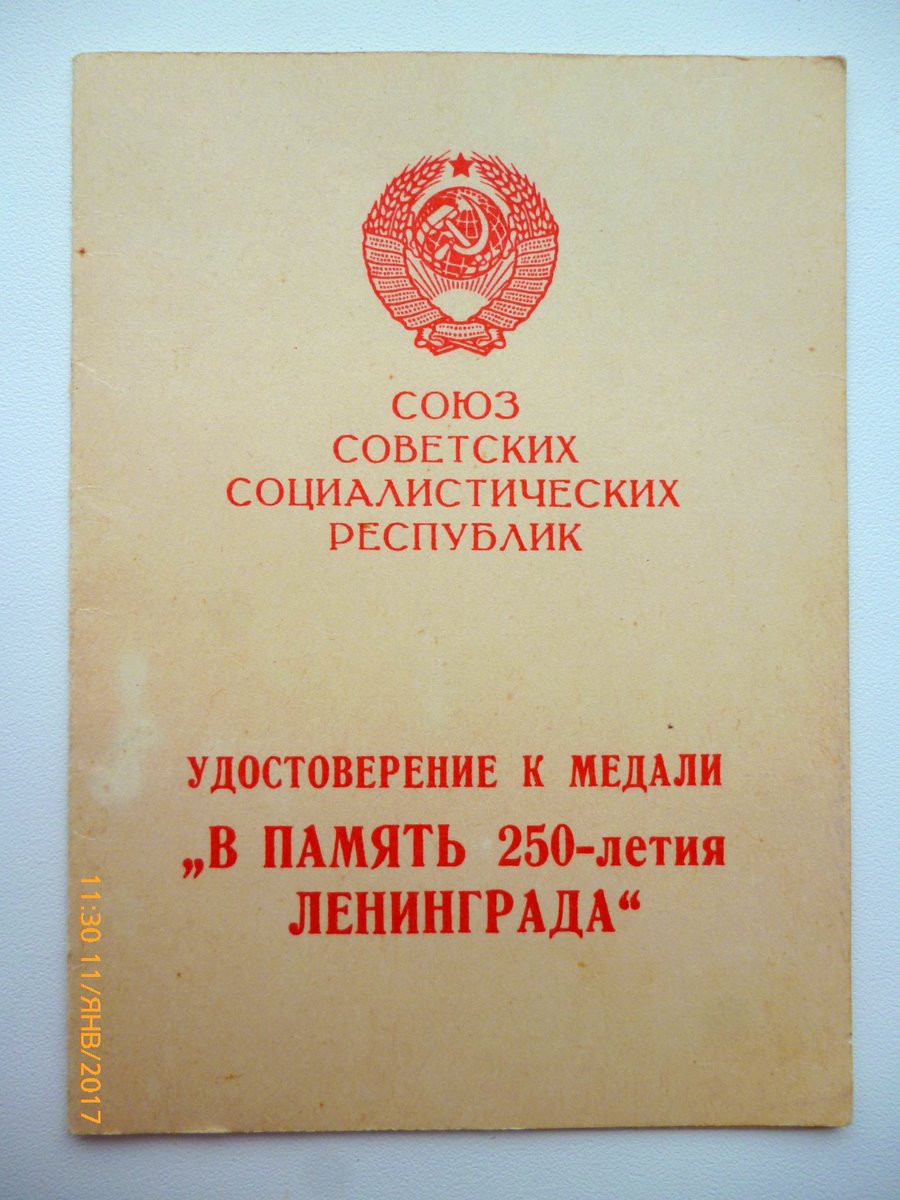 СОЮЗ
СОВЕТСКИХ
СОЦИАЛИСТИЧЕСКИХ
РЕСПУБЛИК
УДОСТОВЕРЕНИЕ К МЕДАЛИ
„В ПАМЯТЬ 250-летия
ЛЕНИНГРАДА“
11:30 11/ЯНВ/2017